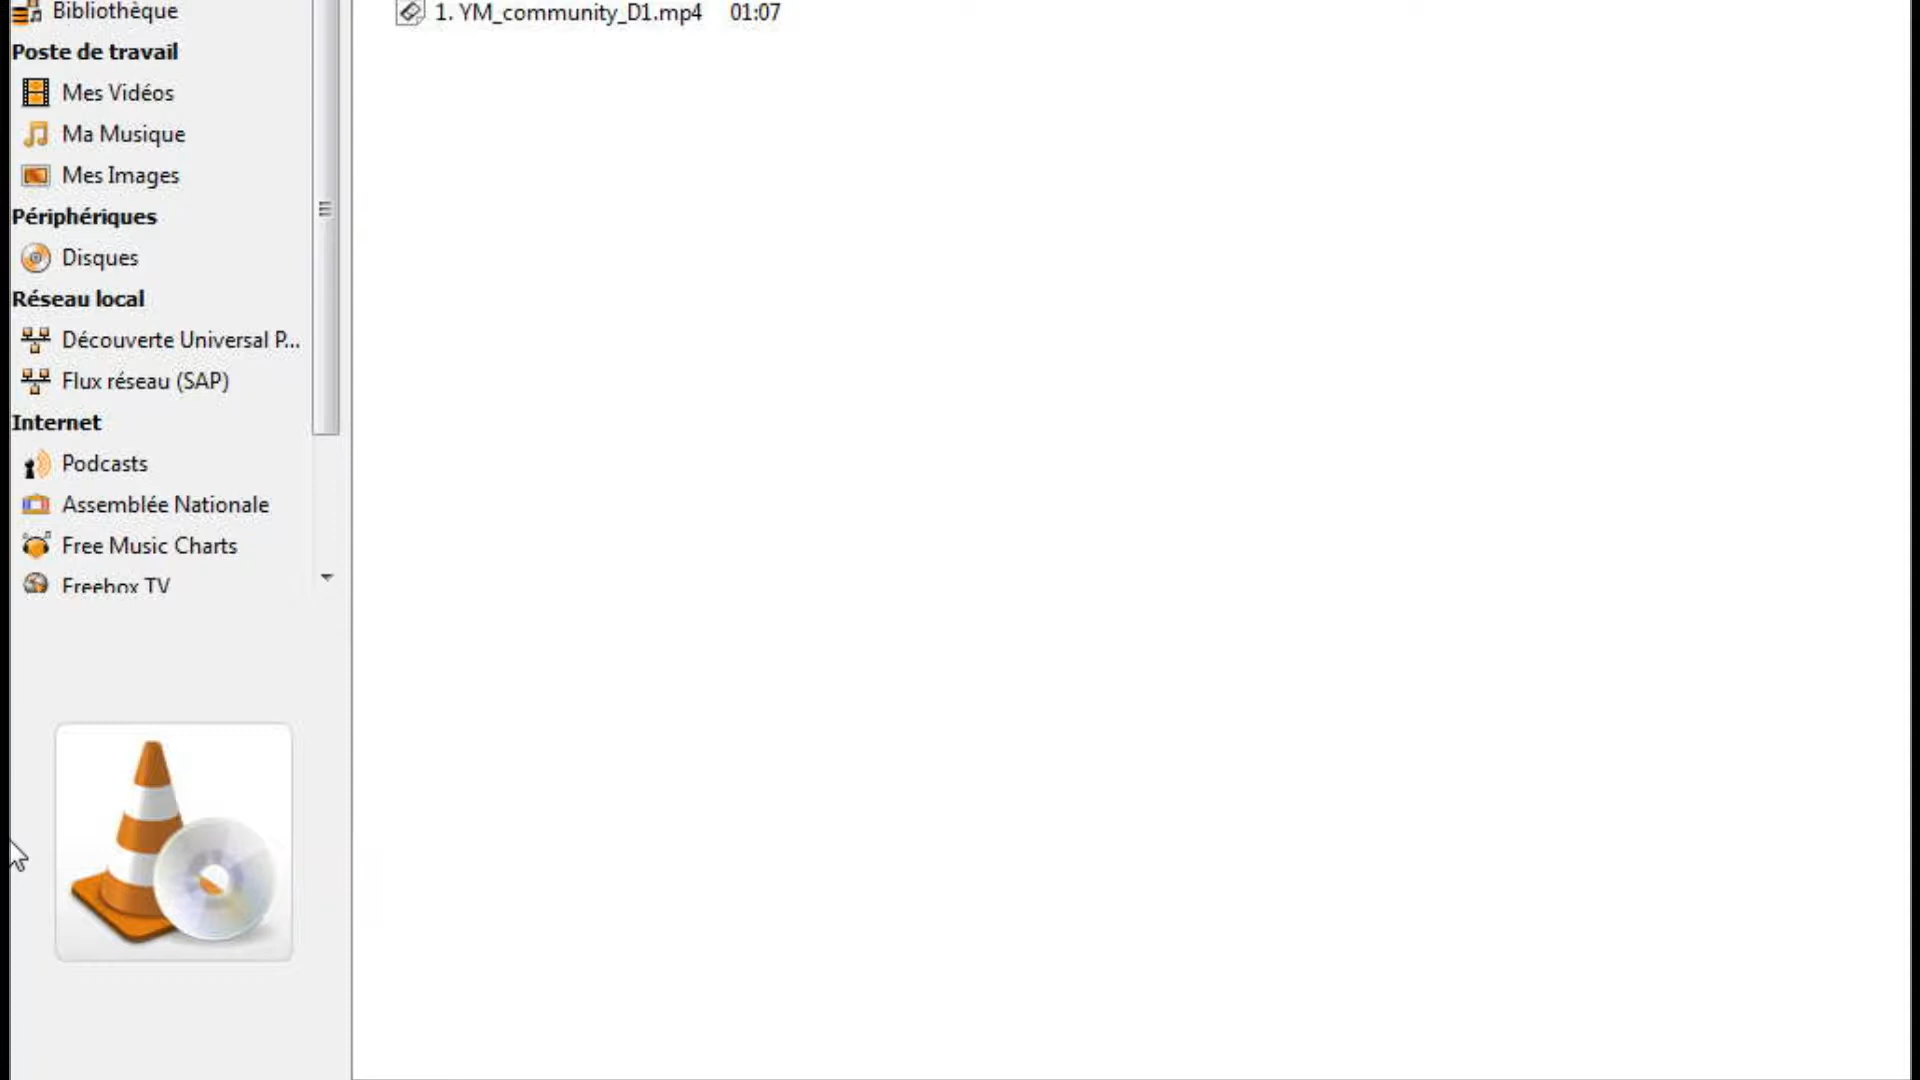 Bibliothèque
1. YM_community_D1.mp4 01:07
Poste de travail
Mes Vidéos
Ma Musique
Mes Images
Périphériques
Disques
Réseau local
Découverte Universal P...
Flux réseau (SAP)
Internet
Podcasts
Assemblée Nationale
Free Music Charts
Freebox TV